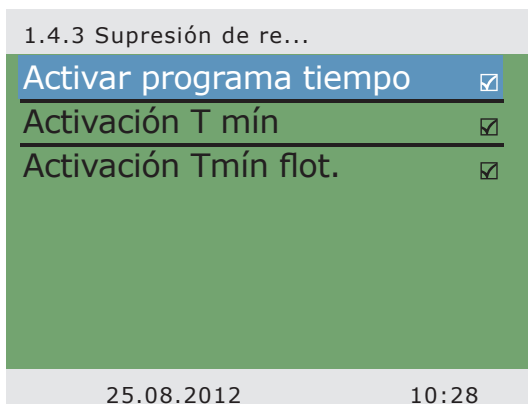 1.4.3 Supresión de re...
Activar programa tiempo ☑
Activación T mín ☑
Activación Tmín flot. ☑
25.08.2012 10:28